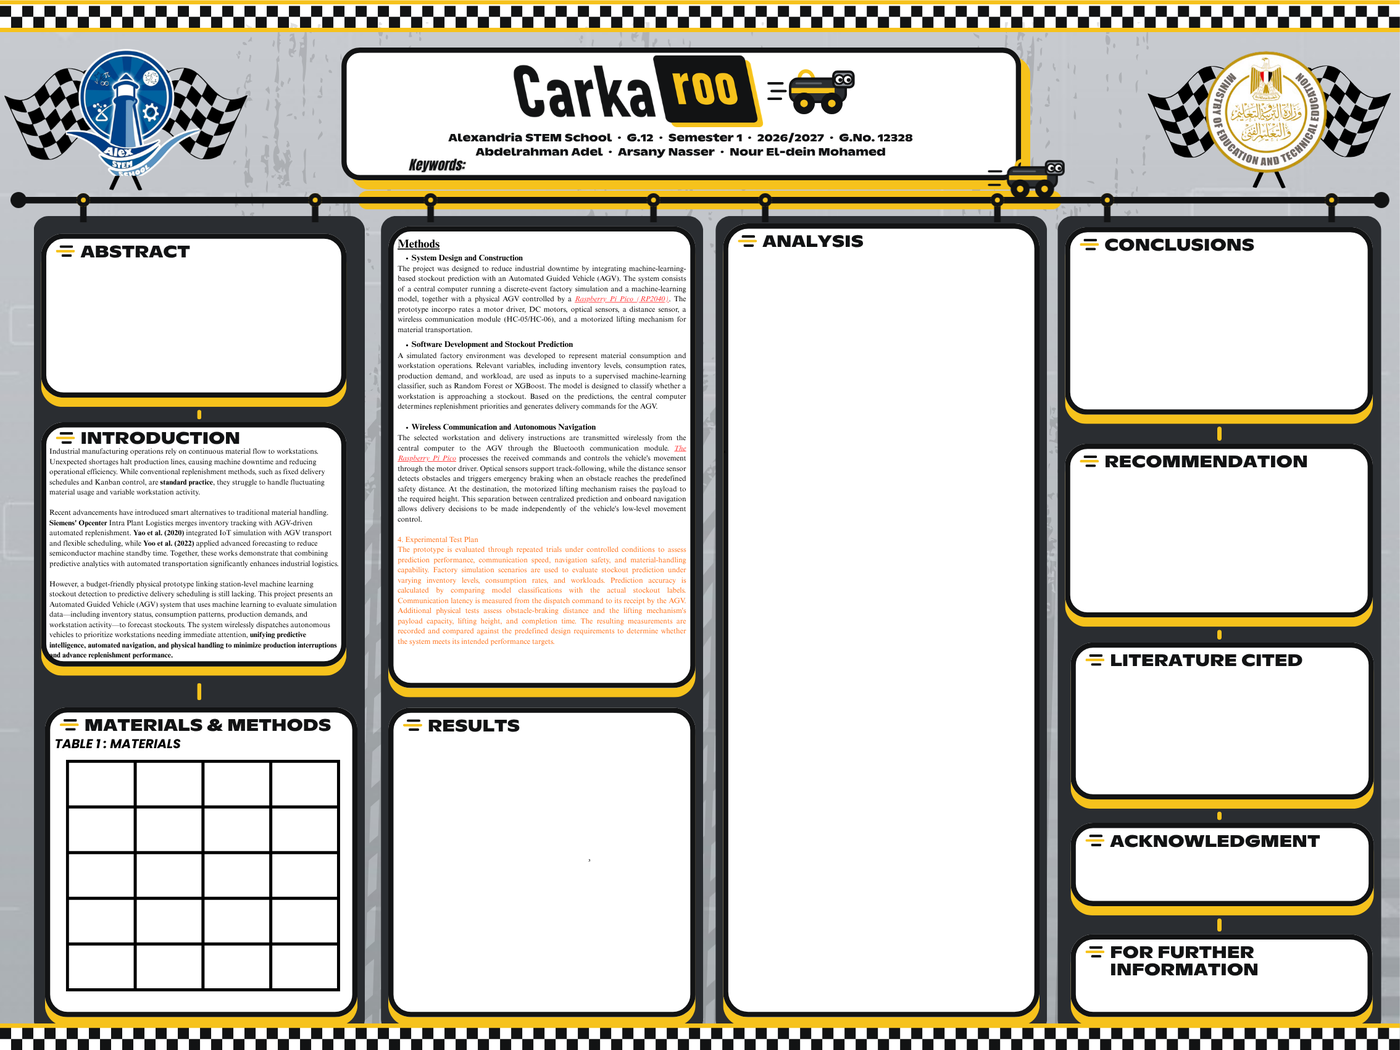 Carka roo
Alexandria STEM School · G.12 · Semester 1 · 2026/2027 · G.No. 12328
Abdelrahman Adel · Arsany Nasser · Nour El-dein Mohamed
Keywords:
Alex
STEM
SCHOOL
وزارة التربية والتعليم
والتعليم الفني
MINISTRY OF EDUCATION AND TECHNICAL EDUCATION
ABSTRACT
INTRODUCTION
Industrial manufacturing operations rely on continuous material flow to workstations.
Unexpected shortages halt production lines, causing machine downtime and reducing
operational efficiency. While conventional replenishment methods, such as fixed delivery
schedules and Kanban control, are standard practice, they struggle to handle fluctuating
material usage and variable workstation activity.
Recent advancements have introduced smart alternatives to traditional material handling.
Siemens' Opcenter Intra Plant Logistics merges inventory tracking with AGV-driven
automated replenishment. Yao et al. (2020) integrated IoT simulation with AGV transport
and flexible scheduling, while Yoo et al. (2022) applied advanced forecasting to reduce
semiconductor machine standby time. Together, these works demonstrate that combining
predictive analytics with automated transportation significantly enhances industrial logistics.
However, a budget-friendly physical prototype linking station-level machine learning
stockout detection to predictive delivery scheduling is still lacking. This project presents an
Automated Guided Vehicle (AGV) system that uses machine learning to evaluate simulation
data—including inventory status, consumption patterns, production demands, and
workstation activity—to forecast stockouts. The system wirelessly dispatches autonomous
vehicles to prioritize workstations needing immediate attention, unifying predictive
intelligence, automated navigation, and physical handling to minimize production interruptions
and advance replenishment performance.
MATERIALS & METHODS
TABLE 1 : MATERIALS
Methods
• System Design and Construction
The project was designed to reduce industrial downtime by integrating machine-learning-
based stockout prediction with an Automated Guided Vehicle (AGV). The system consists
of a central computer running a discrete-event factory simulation and a machine-learning
model, together with a physical AGV controlled by a Raspberry Pi Pico (RP2040). The
prototype incorpo rates a motor driver, DC motors, optical sensors, a distance sensor, a
wireless communication module (HC-05/HC-06), and a motorized lifting mechanism for
material transportation.
• Software Development and Stockout Prediction
A simulated factory environment was developed to represent material consumption and
workstation operations. Relevant variables, including inventory levels, consumption rates,
production demand, and workload, are used as inputs to a supervised machine-learning
classifier, such as Random Forest or XGBoost. The model is designed to classify whether a
workstation is approaching a stockout. Based on the predictions, the central computer
determines replenishment priorities and generates delivery commands for the AGV.
• Wireless Communication and Autonomous Navigation
The selected workstation and delivery instructions are transmitted wirelessly from the
central computer to the AGV through the Bluetooth communication module. The
Raspberry Pi Pico processes the received commands and controls the vehicle's movement
through the motor driver. Optical sensors support track-following, while the distance sensor
detects obstacles and triggers emergency braking when an obstacle reaches the predefined
safety distance. At the destination, the motorized lifting mechanism raises the payload to
the required height. This separation between centralized prediction and onboard navigation
allows delivery decisions to be made independently of the vehicle's low-level movement
control.
4. Experimental Test Plan
The prototype is evaluated through repeated trials under controlled conditions to assess
prediction performance, communication speed, navigation safety, and material-handling
capability. Factory simulation scenarios are used to evaluate stockout prediction under
varying inventory levels, consumption rates, and workloads. Prediction accuracy is
calculated by comparing model classifications with the actual stockout labels.
Communication latency is measured from the dispatch command to its receipt by the AGV.
Additional physical tests assess obstacle-braking distance and the lifting mechanism's
payload capacity, lifting height, and completion time. The resulting measurements are
recorded and compared against the predefined design requirements to determine whether
the system meets its intended performance targets.
RESULTS
ANALYSIS
CONCLUSIONS
RECOMMENDATION
LITERATURE CITED
ACKNOWLEDGMENT
FOR FURTHER
INFORMATION